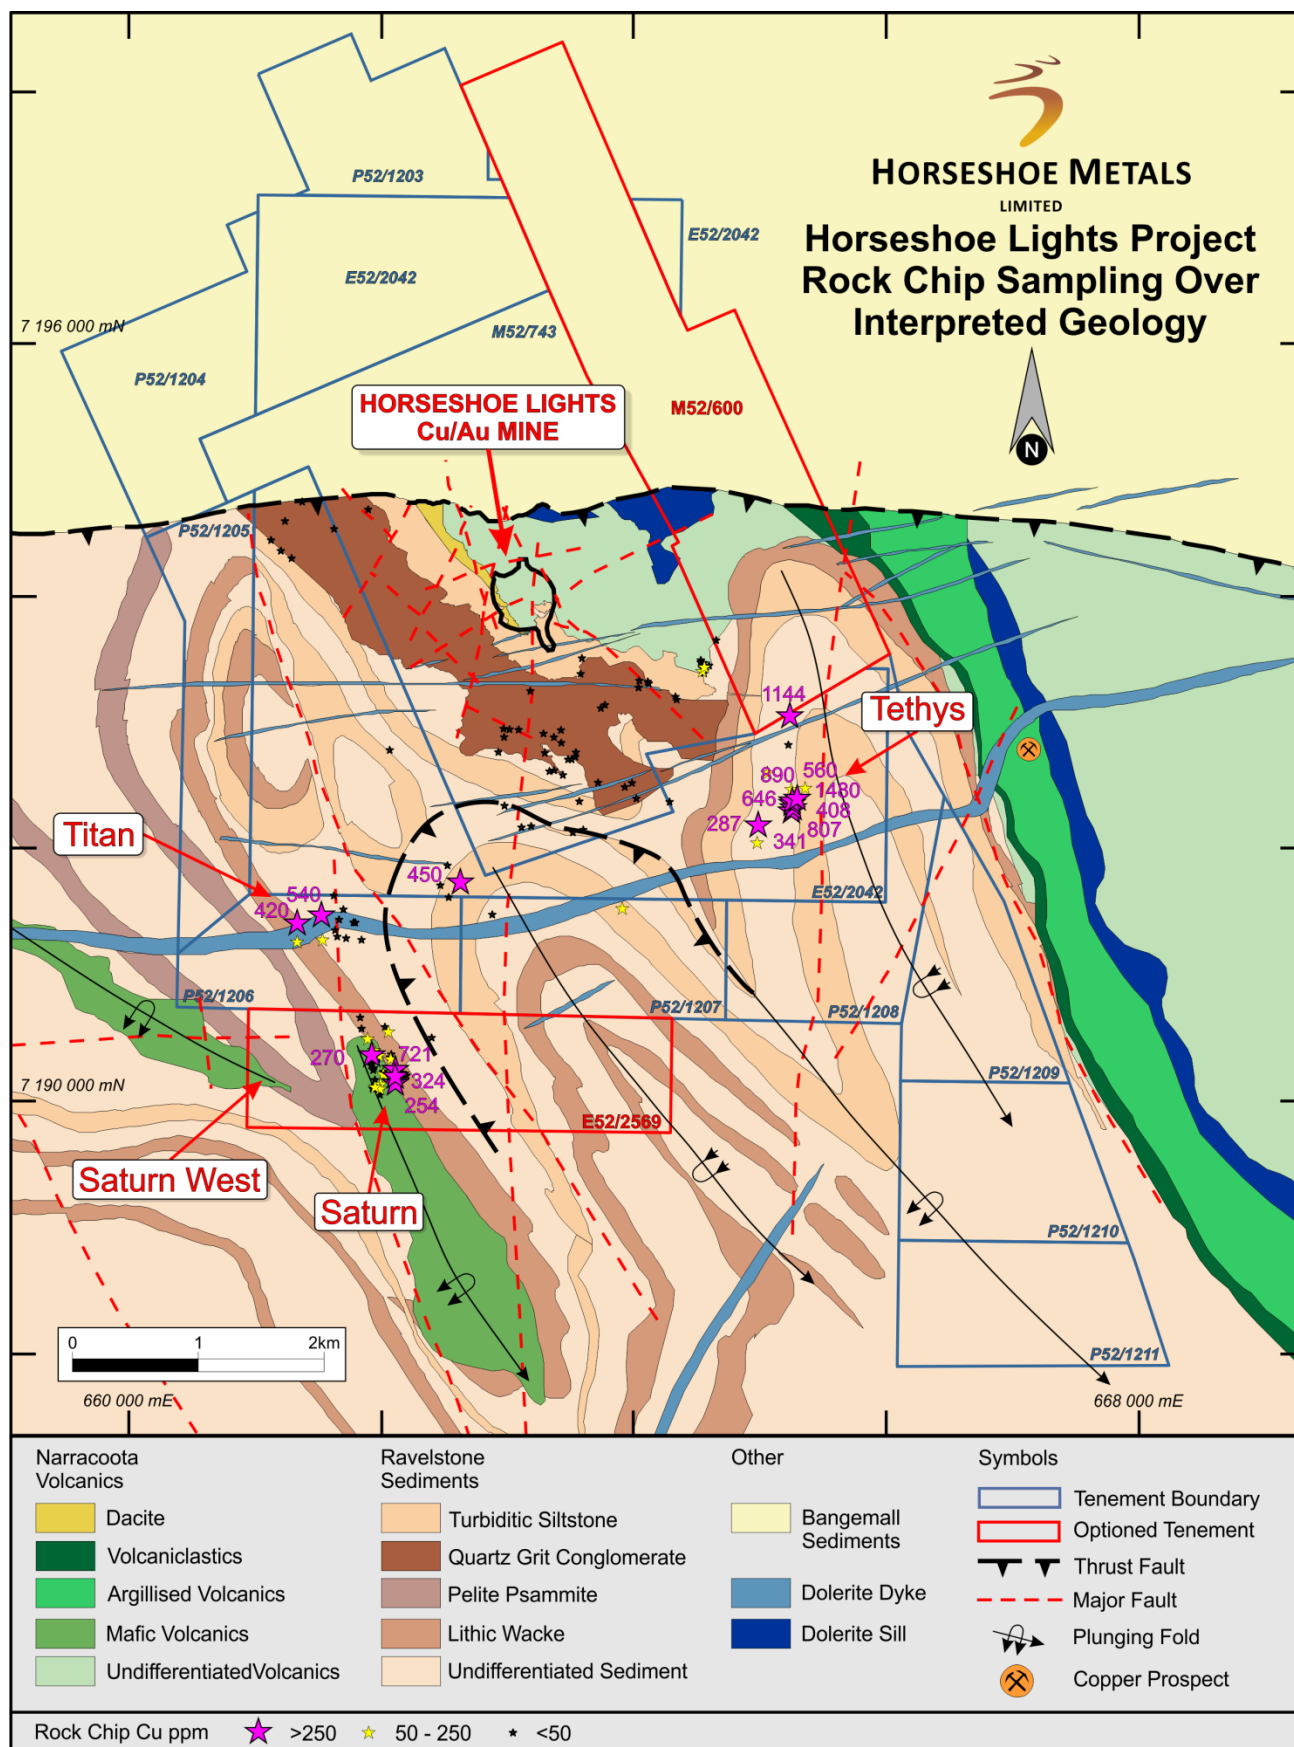 HORSESHOE METALS
LIMITED
Horseshoe Lights Project
Rock Chip Sampling Over
Interpreted Geology
N
P52/1203
E52/2042
E52/2042
7 196 000 mN
M52/743
P52/1204
HORSESHOE LIGHTS
Cu/Au MINE
M52/600
P52/1205
1144
Tethys
890
560
646
1480
408
287
807
341
Titan
450
540
420
E52/2042
P52/1206
P52/1207
P52/1208
270
721
324
254
P52/1209
7 190 000 mN
E52/2569
Saturn West
Saturn
P52/1210
0 1 2km
P52/1211
660 000 mE
668 000 mE
Narracoota
Volcanics
Dacite
Volcaniclastics
Argillised Volcanics
Mafic Volcanics
UndifferentiatedVolcanics
Ravelstone
Sediments
Turbiditic Siltstone
Quartz Grit Conglomerate
Pelite Psammite
Lithic Wacke
Undifferentiated Sediment
Other
Bangemall
Sediments
Dolerite Dyke
Dolerite Sill
Symbols
Tenement Boundary
Optioned Tenement
Thrust Fault
Major Fault
Plunging Fold
Copper Prospect
Rock Chip Cu ppm >250 50 - 250 <50